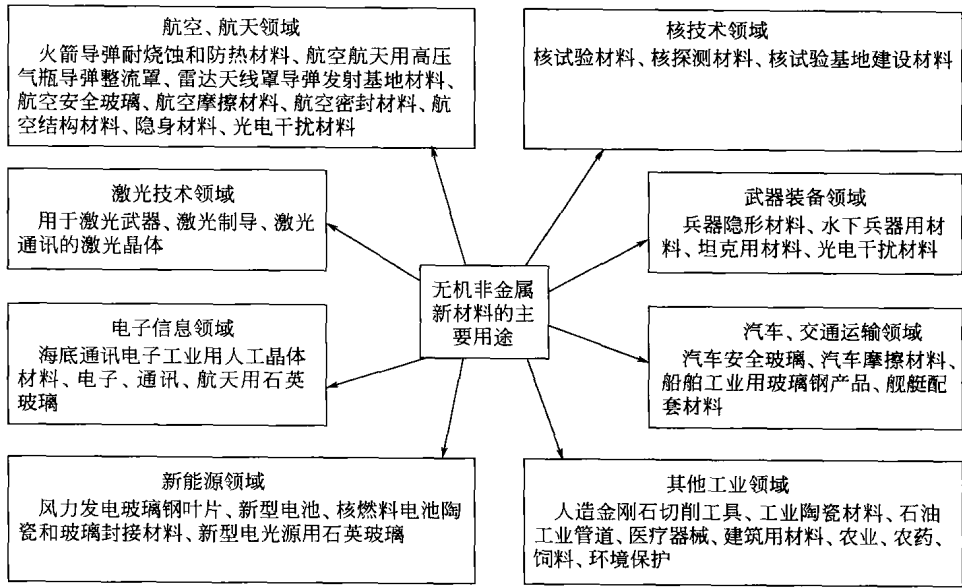 航空、航天领域
火箭导弹耐烧蚀和防热材料、航空航天用高压
气瓶导弹整流罩、雷达天线罩导弹发射基地材料、
航空安全玻璃、航空摩擦材料、航空密封材料、航
空结构材料、隐身材料、光电干扰材料
核技术领域
核试验材料、核探测材料、核试验基地建设材料
激光技术领域
用于激光武器、激光制导、激光
通讯的激光晶体
武器装备领域
兵器隐形材料、水下兵器用材
料、坦克用材料、光电干扰材料
无机非金属
新材料的主
要用途
电子信息领域
海底通讯电子工业用人工晶体
材料、电子、通讯、航天用石英
玻璃
汽车、交通运输领域
汽车安全玻璃、汽车摩擦材料、
船舶工业用玻璃钢产品、舰艇配
套材料
新能源领域
风力发电玻璃钢叶片、新型电池、核燃料电池陶
瓷和玻璃封接材料、新型电光源用石英玻璃
其他工业领域
人造金刚石切削工具、工业陶瓷材料、石油
工业管道、医疗器械、建筑用材料、农业、农药、
饲料、环境保护